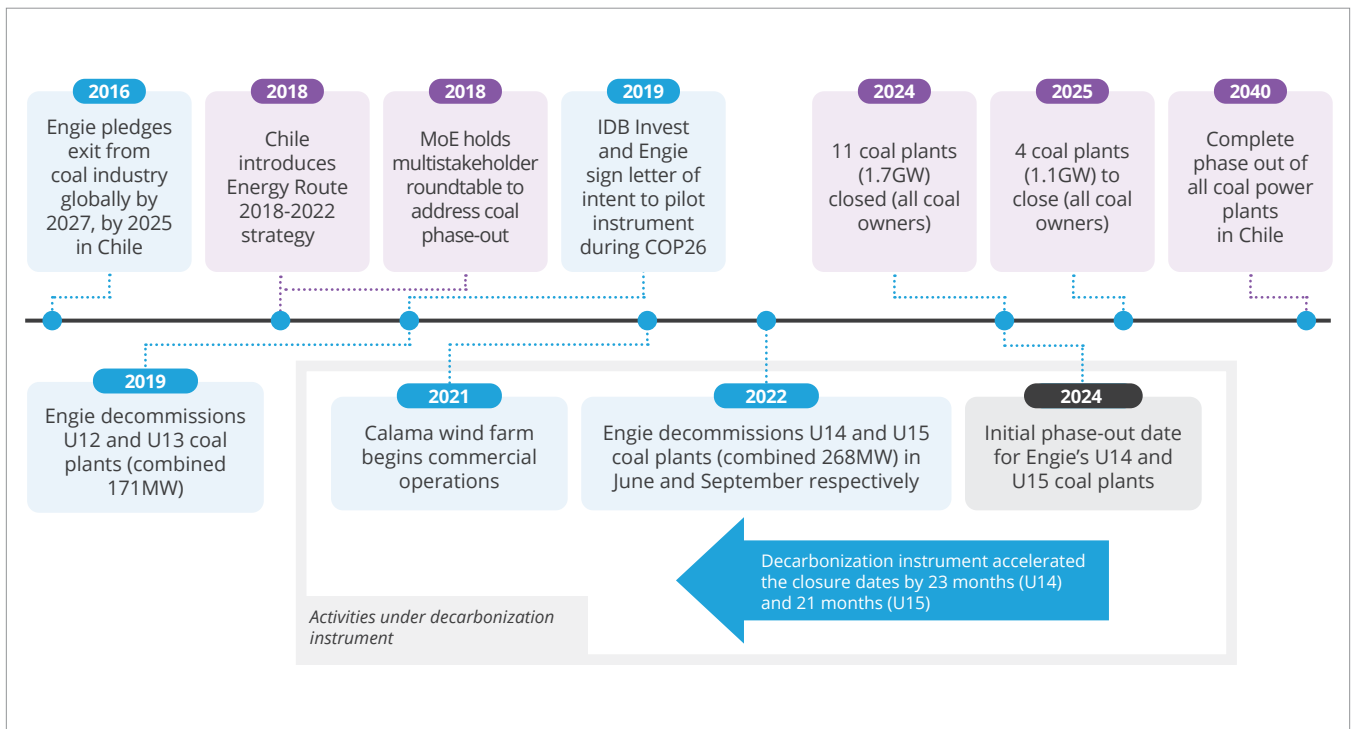 2016
Engie pledges
exit from
coal industry
globally by
2027, by 2025
in Chile
2018
Chile
introduces
Energy Route
2018-2022
strategy
2018
MoE holds
multistakeholder
roundtable to
address coal
phase-out
2019
IDB Invest
and Engie
sign letter of
intent to pilot
instrument
during COP26
2024
11 coal plants
(1.7GW)
closed (all coal
owners)
2025
4 coal plants
(1.1GW) to
close (all coal
owners)
2040
Complete
phase out of
all coal power
plants
in Chile
2019
Engie decommissions
U12 and U13 coal
plants (combined
171MW)
2021
Calama wind farm
begins commercial
operations
2022
Engie decommissions U14 and U15
coal plants (combined 268MW) in
June and September respectively
2024
Initial phase-out date
for Engie’s U14 and
U15 coal plants
Decarbonization instrument accelerated
the closure dates by 23 months (U14)
and 21 months (U15)
Activities under decarbonization
instrument